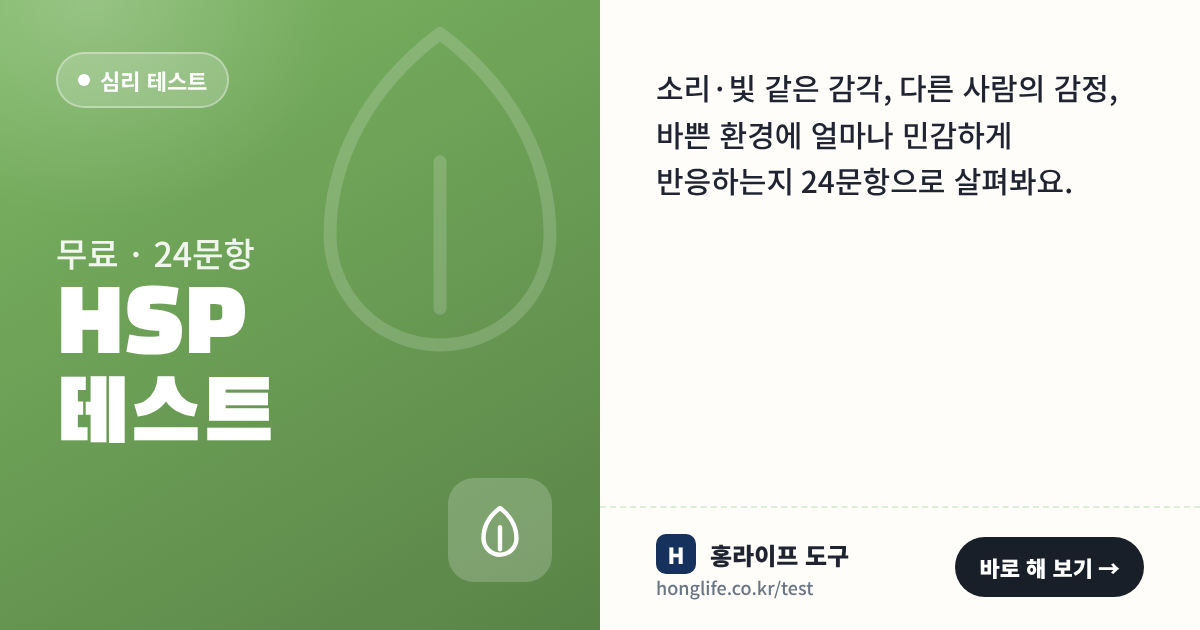 심리 테스트
무료 · 24문항
HSP
테스트
소리·빛 같은 감각, 다른 사람의 감정,
바쁜 환경에 얼마나 민감하게
반응하는지 24문항으로 살펴봐요.
H 홍라이프 도구
honglife.co.kr/test
바로 해 보기 →